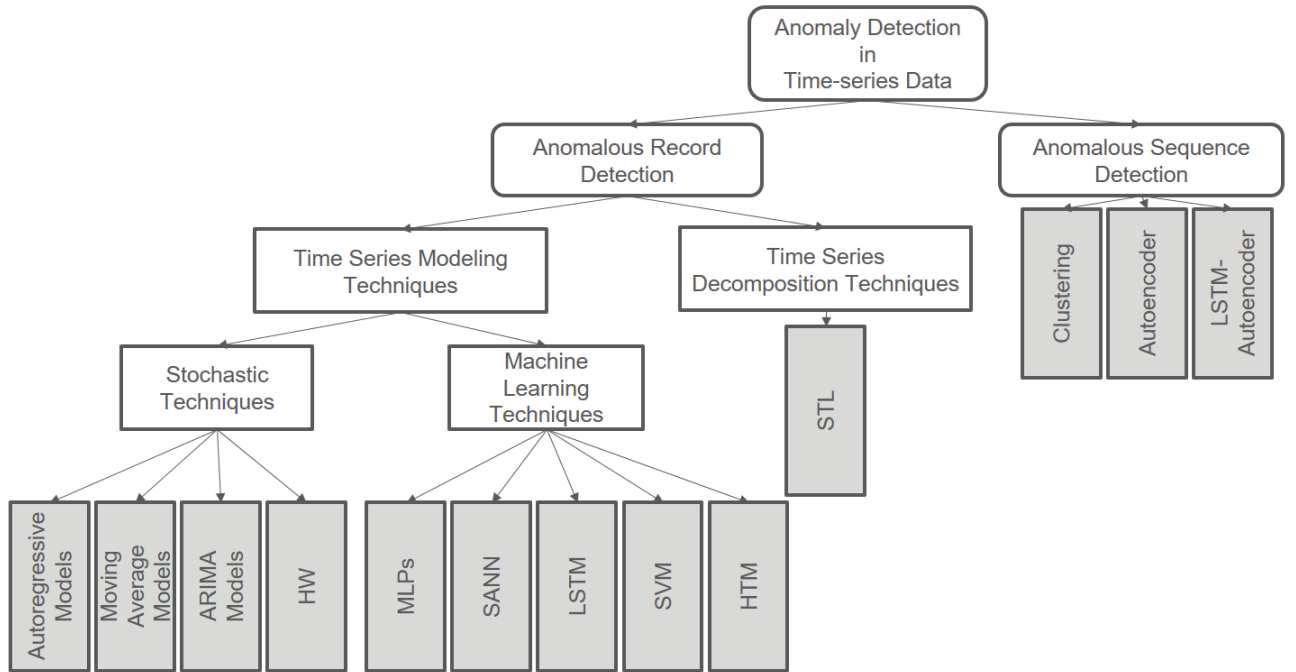 Anomaly Detection
in
Time-series Data
Anomalous Record
Detection
Anomalous Sequence
Detection
Time Series Modeling
Techniques
Time Series
Decomposition Techniques
Clustering
Autoencoder
LSTM-
Autoencoder
Stochastic
Techniques
Machine
Learning
Techniques
STL
Autoregressive
Models
Moving
Average
Models
ARIMA
Models
HW
MLPs
SANN
LSTM
SVM
HTM